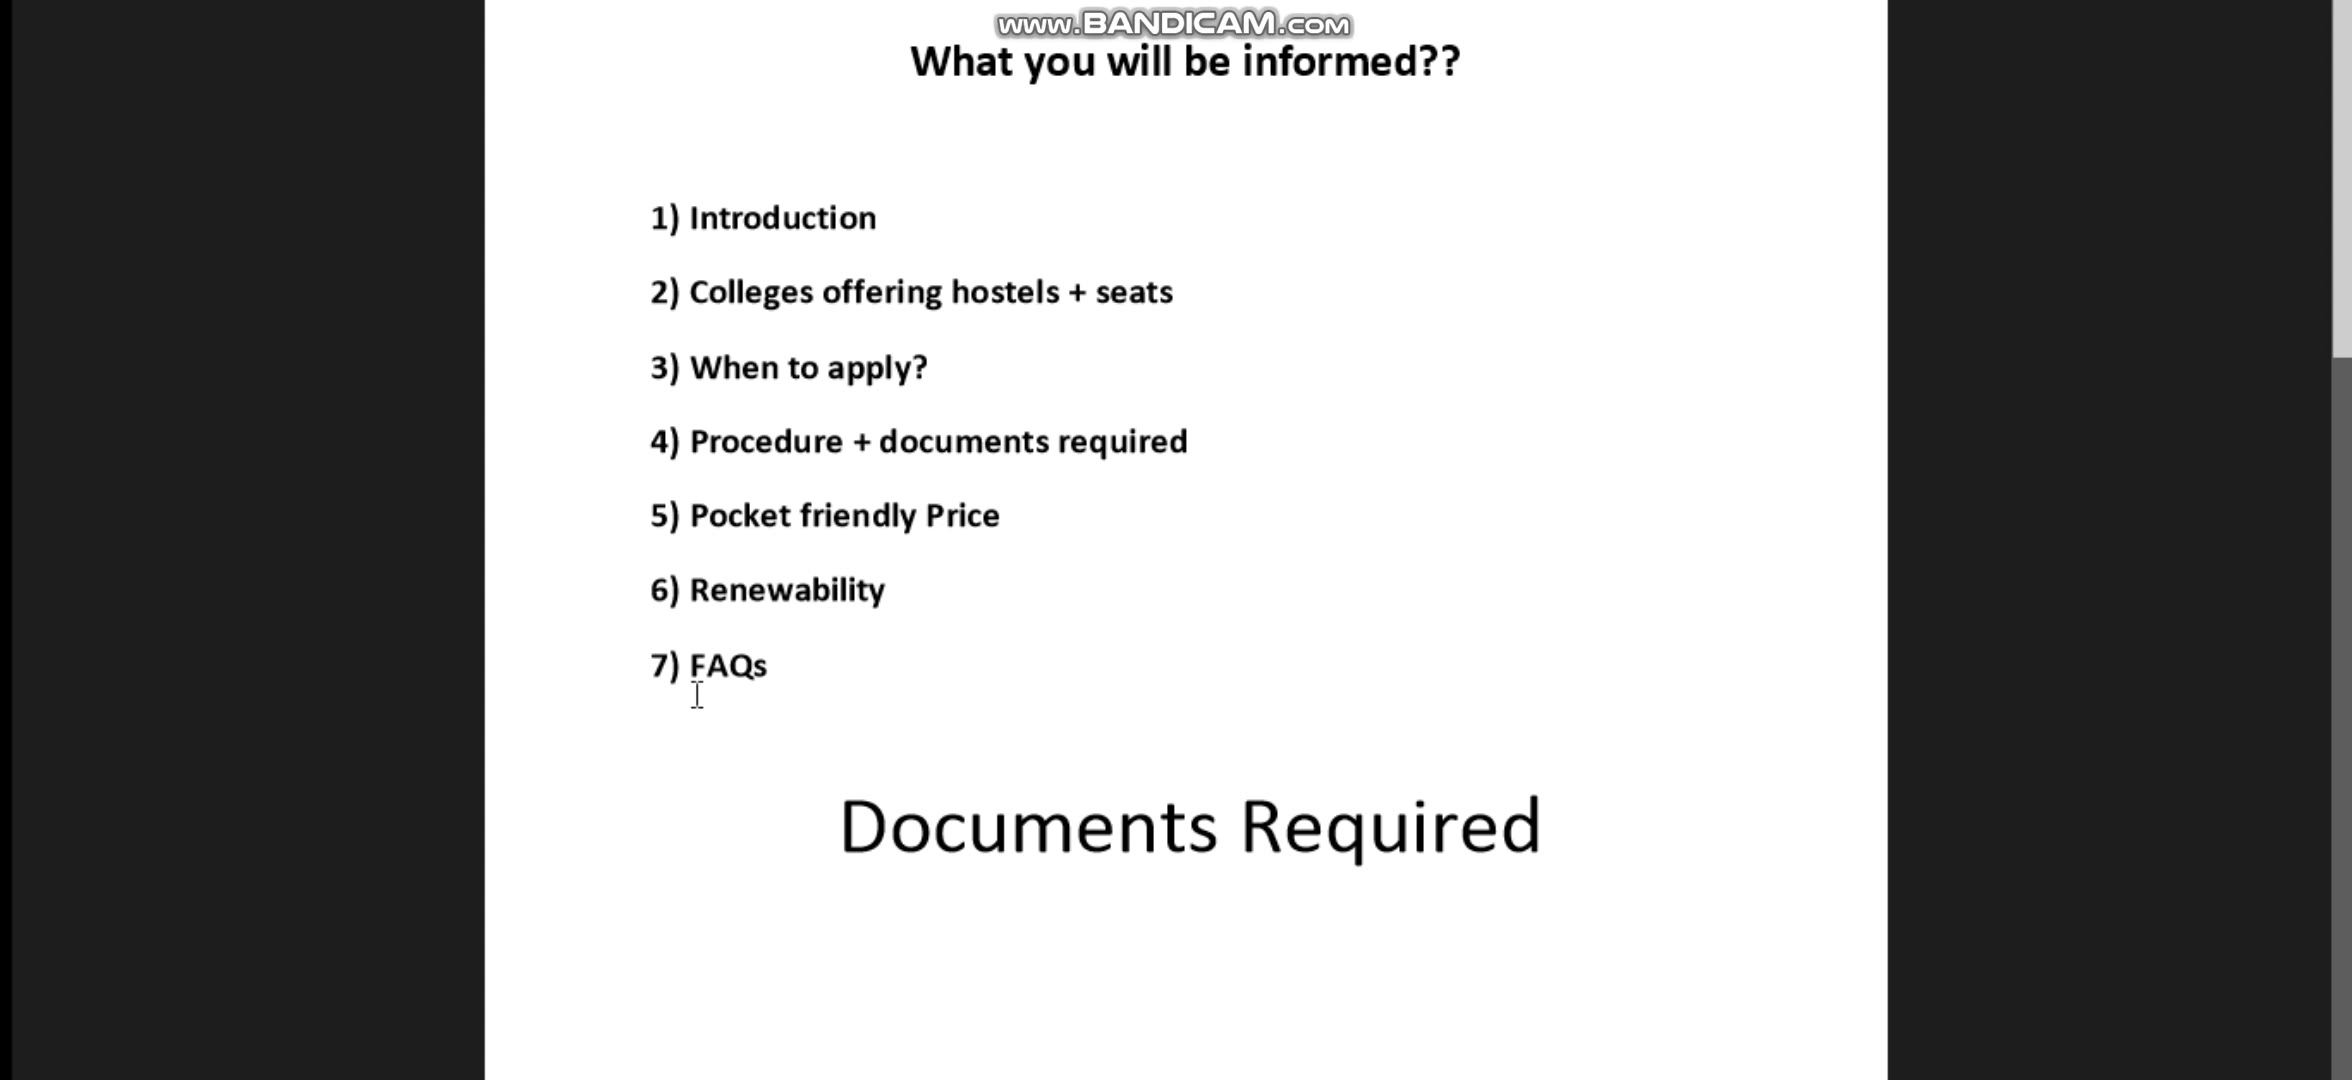 www.BANDICAM.com
What you will be informed??
1) Introduction
2) Colleges offering hostels + seats
3) When to apply?
4) Procedure + documents required
5) Pocket friendly Price
6) Renewability
7) FAQs
Documents Required